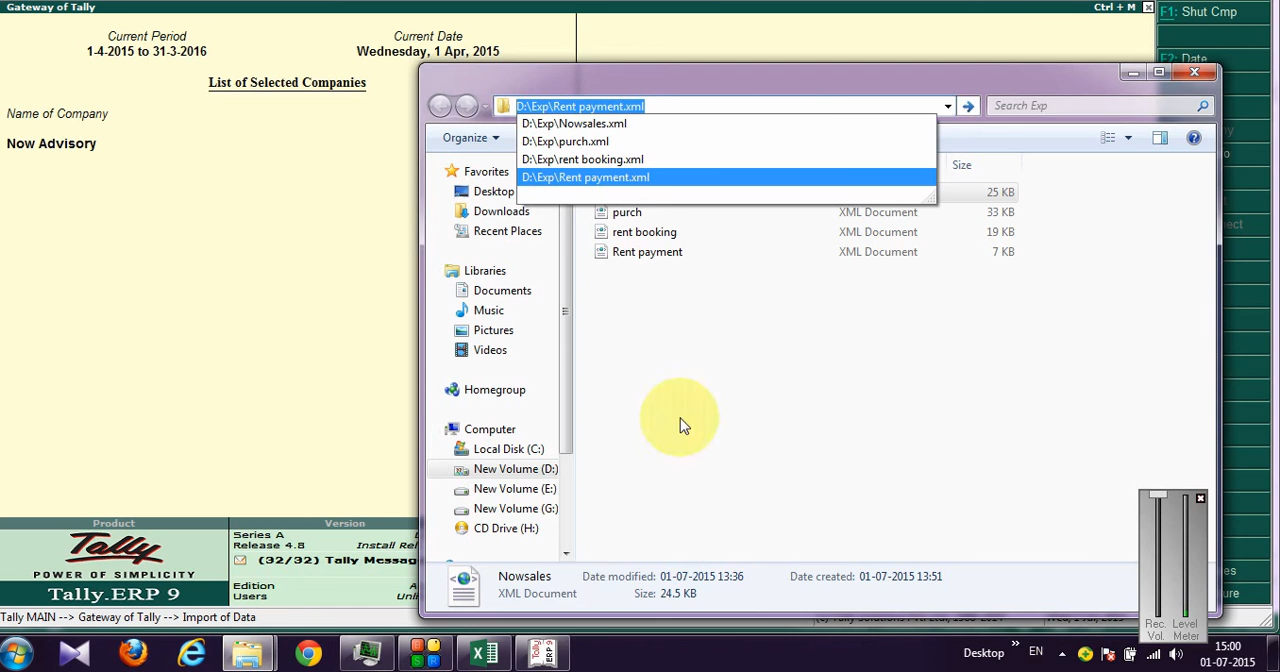 Gateway of Tally
Ctrl + M
F1: Shut Cmp
F2: Date
Current Period
Current Date
1-4-2015 to 31-3-2016
Wednesday, 1 Apr, 2015
List of Selected Companies
Name of Company
Now Advisory
D:\Exp\Rent payment.xml
Search Exp
D:\Exp\Nowsales.xml
D:\Exp\purch.xml
D:\Exp\rent booking.xml
D:\Exp\Rent payment.xml
Organize
Size
25 KB
purch XML Document 33 KB
rent booking XML Document 19 KB
Rent payment XML Document 7 KB
Favorites
Desktop
Downloads
Recent Places
Libraries
Documents
Music
Pictures
Videos
Homegroup
Computer
Local Disk (C:)
New Volume (D:)
New Volume (E:)
New Volume (G:)
CD Drive (H:)
Nowsales Date modified: 01-07-2015 13:36 Date created: 01-07-2015 13:51
XML Document Size: 24.5 KB
Product
Version
Tally
POWER OF SIMPLICITY
Tally.ERP 9
Series A
Release 4.8 Install Rel
(32/32) Tally Messag
Edition
Users
Tally MAIN --> Gateway of Tally --> Import of Data
Rec. Vol.
Level Meter
Desktop
EN
15:00
01-07-2015